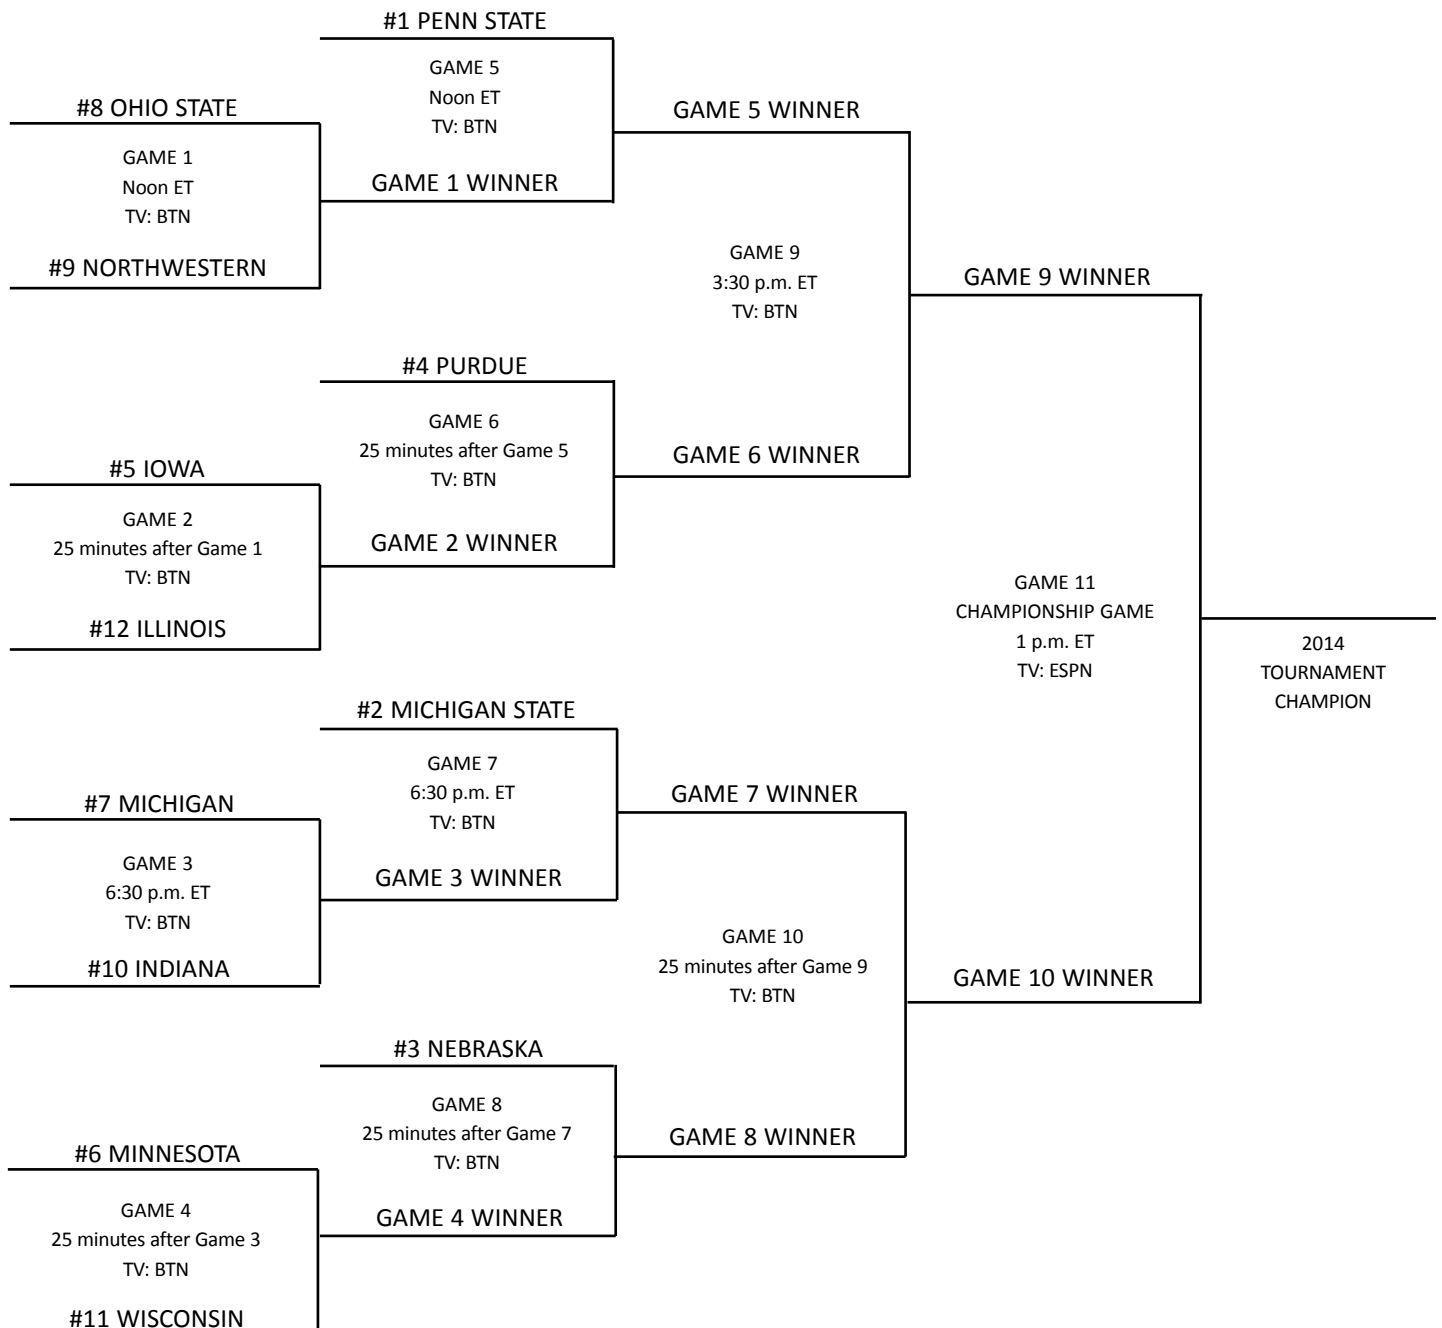 #1 PENN STATE
GAME 5
Noon ET
TV: BTN
#8 OHIO STATE
GAME 1
Noon ET
TV: BTN
#9 NORTHWESTERN
GAME 1 WINNER
GAME 5 WINNER
GAME 9
3:30 p.m. ET
TV: BTN
GAME 9 WINNER
#4 PURDUE
GAME 6
25 minutes after Game 5
TV: BTN
#5 IOWA
GAME 2
25 minutes after Game 1
TV: BTN
#12 ILLINOIS
GAME 2 WINNER
GAME 6 WINNER
GAME 11
CHAMPIONSHIP GAME
1 p.m. ET
TV: ESPN
2014
TOURNAMENT
CHAMPION
#2 MICHIGAN STATE
GAME 7
6:30 p.m. ET
TV: BTN
#7 MICHIGAN
GAME 3
6:30 p.m. ET
TV: BTN
#10 INDIANA
GAME 3 WINNER
GAME 7 WINNER
GAME 10
25 minutes after Game 9
TV: BTN
GAME 10 WINNER
#3 NEBRASKA
GAME 8
25 minutes after Game 7
TV: BTN
#6 MINNESOTA
GAME 4
25 minutes after Game 3
TV: BTN
#11 WISCONSIN
GAME 4 WINNER
GAME 8 WINNER